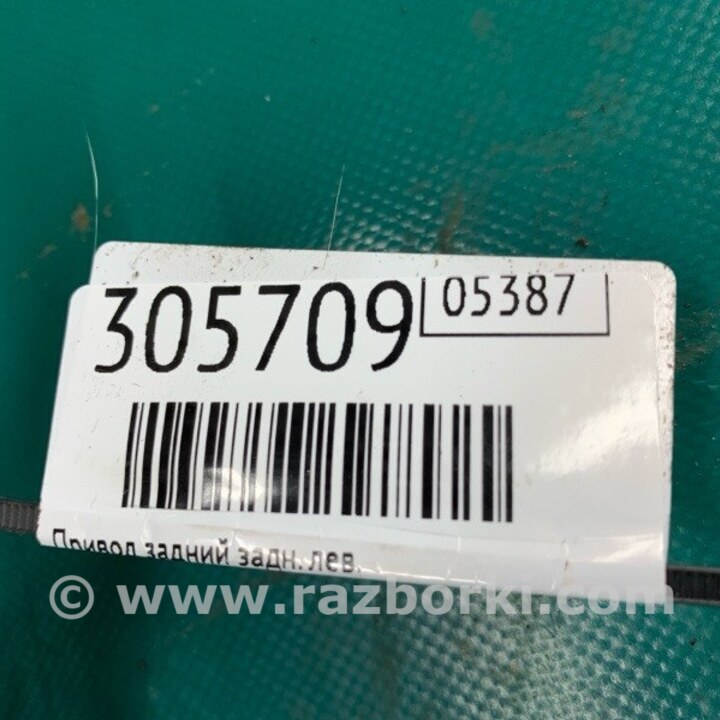 305709 05387
Привод задний задн. лев.
© www.razborki.com